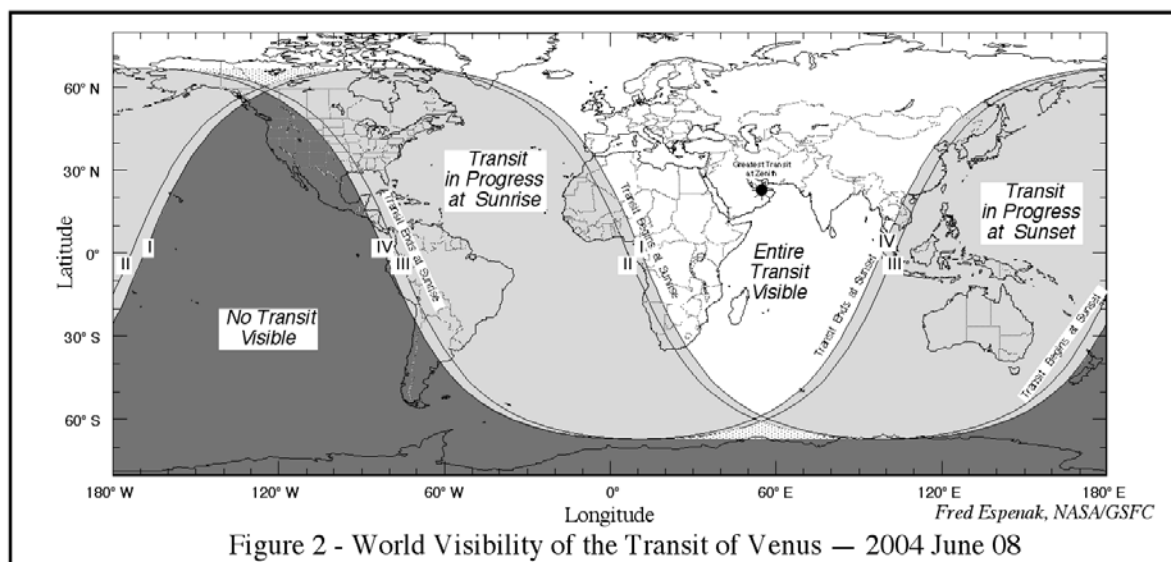 60° N
30° N
0°
30° S
60° S
Latitude
Transit
in Progress
at Sunrise
Greatest Transit
at Zenith
Transit
in Progress
at Sunset
Entire
Transit
Visible
No Transit
Visible
I
II
IV
III
I
II
IV
III
Transit Ends at Sunrise
Transit Begins at Sunrise
Transit Ends at Sunset
Transit Begins at Sunset
180° W
120° W
60° W
0°
60° E
120° E
180° E
Longitude
Fred Espenak, NASA/GSFC
Figure 2 - World Visibility of the Transit of Venus — 2004 June 08